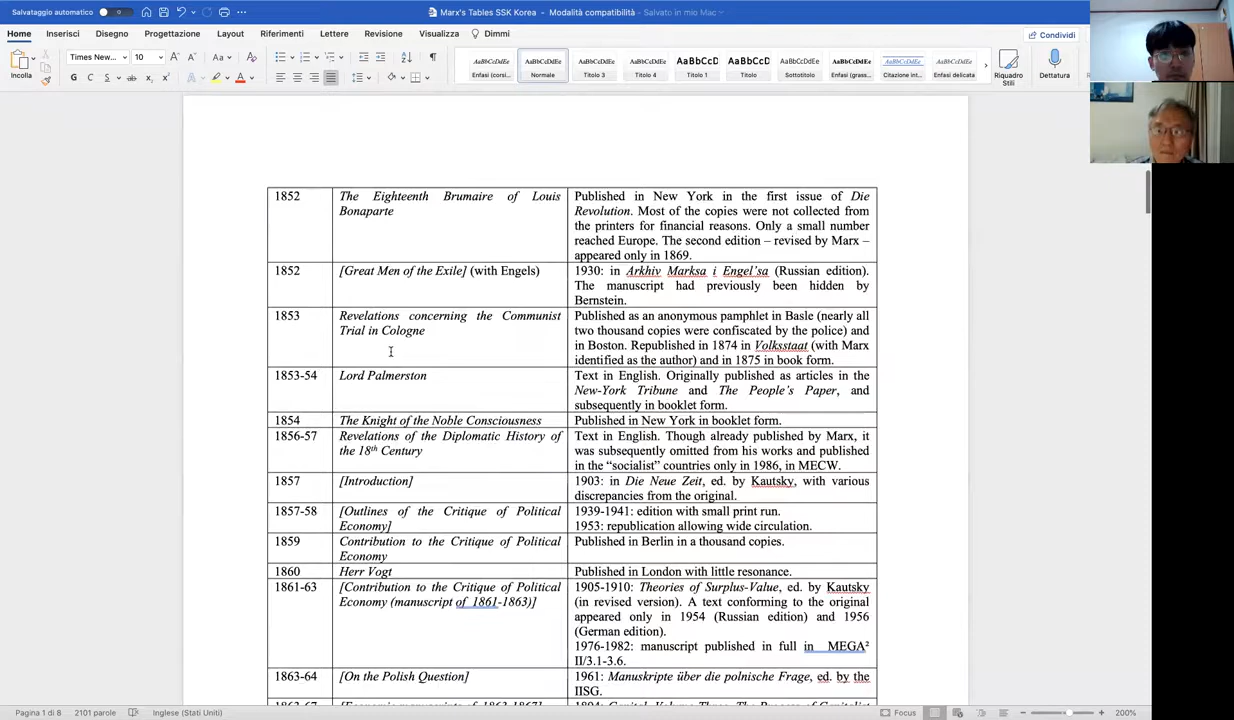 Salvataggio automatico
Marx's Tables SSK Korea - Modalità compatibilità - Salvato in mio Mac
Home Inserisci Disegno Progettazione Layout Riferimenti Lettere Revisione Visualizza Dimmi
Condividi
Incolla
Times New... 10
G C S ab x x
AaBbCcDdEe AaBbCcDdEe AaBbCcDdEe AaBbCcDdEe AaBbCcD AaBbCcD AaBbCcDdEe AaBbCcDdEe AaBbCcDdEe AaBbCcDdEe
Enfasi (corsi... Normale Titolo 3 Titolo 4 Titolo 1 Titolo Sottotitolo Enfasi (grass... Citazione int... Enfasi delicata
Riquadro Stili
Dettatura
1852
The Eighteenth Brumaire of Louis
Bonaparte
Published in New York in the first issue of Die
Revolution. Most of the copies were not collected from
the printers for financial reasons. Only a small number
reached Europe. The second edition – revised by Marx –
appeared only in 1869.
1852
[Great Men of the Exile] (with Engels)
1930: in Arkhiv Marksa i Engel'sa (Russian edition).
The manuscript had previously been hidden by
Bernstein.
1853
Revelations concerning the Communist
Trial in Cologne
Published as an anonymous pamphlet in Basle (nearly all
two thousand copies were confiscated by the police) and
in Boston. Republished in 1874 in Volksstaat (with Marx
identified as the author) and in 1875 in book form.
1853-54
Lord Palmerston
Text in English. Originally published as articles in the
New-York Tribune and The People's Paper, and
subsequently in booklet form.
1854
The Knight of the Noble Consciousness
Published in New York in booklet form.
1856-57
Revelations of the Diplomatic History of
the 18th Century
Text in English. Though already published by Marx, it
was subsequently omitted from his works and published
in the “socialist” countries only in 1986, in MECW.
1857
[Introduction]
1903: in Die Neue Zeit, ed. by Kautsky, with various
discrepancies from the original.
1857-58
[Outlines of the Critique of Political
Economy]
1939-1941: edition with small print run.
1953: republication allowing wide circulation.
1859
Contribution to the Critique of Political
Economy
Published in Berlin in a thousand copies.
1860
Herr Vogt
Published in London with little resonance.
1861-63
[Contribution to the Critique of Political
Economy (manuscript of 1861-1863)]
1905-1910: Theories of Surplus-Value, ed. by Kautsky
(in revised version). A text conforming to the original
appeared only in 1954 (Russian edition) and 1956
(German edition).
1976-1982: manuscript published in full in MEGA²
II/3.1-3.6.
1863-64
[On the Polish Question]
1961: Manuskripte über die polnische Frage, ed. by the
IISG.
Pagina 1 di 8 2101 parole Inglese (Stati Uniti) Focus 200%